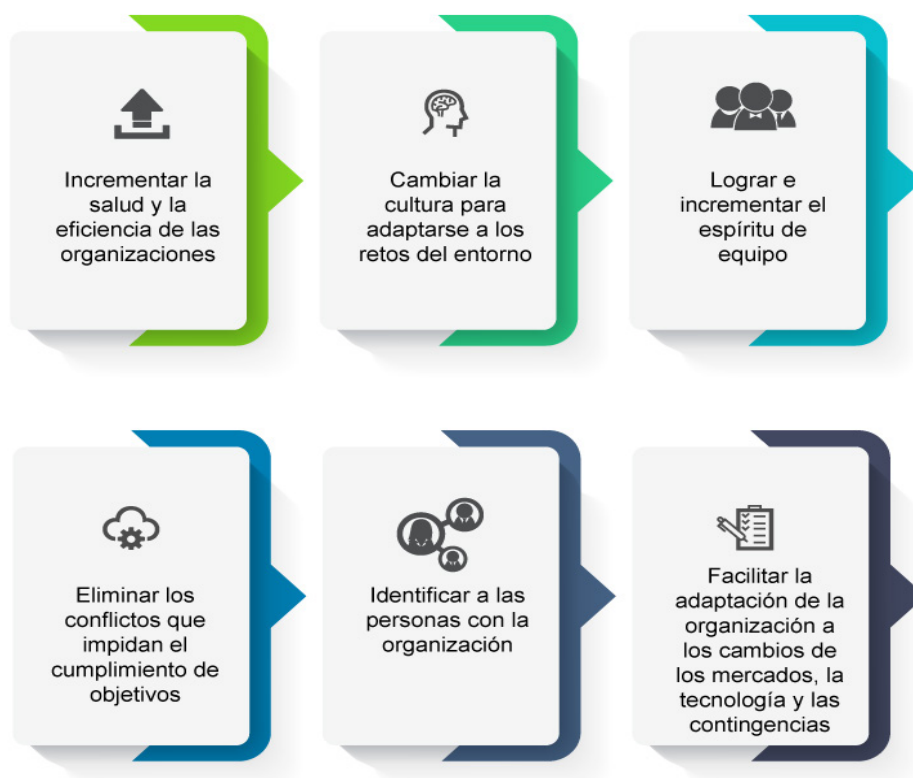 Incrementar la
salud y la
eficiencia de las
organizaciones
Cambiar la
cultura para
adaptarse a los
retos del entorno
Lograr e
incrementar el
espíritu de
equipo
Eliminar los
conflictos que
impidan el
cumplimiento de
objetivos
Identificar a las
personas con la
organización
Facilitar la
adaptación de la
organización a
los cambios de
los mercados, la
tecnología y las
contingencias